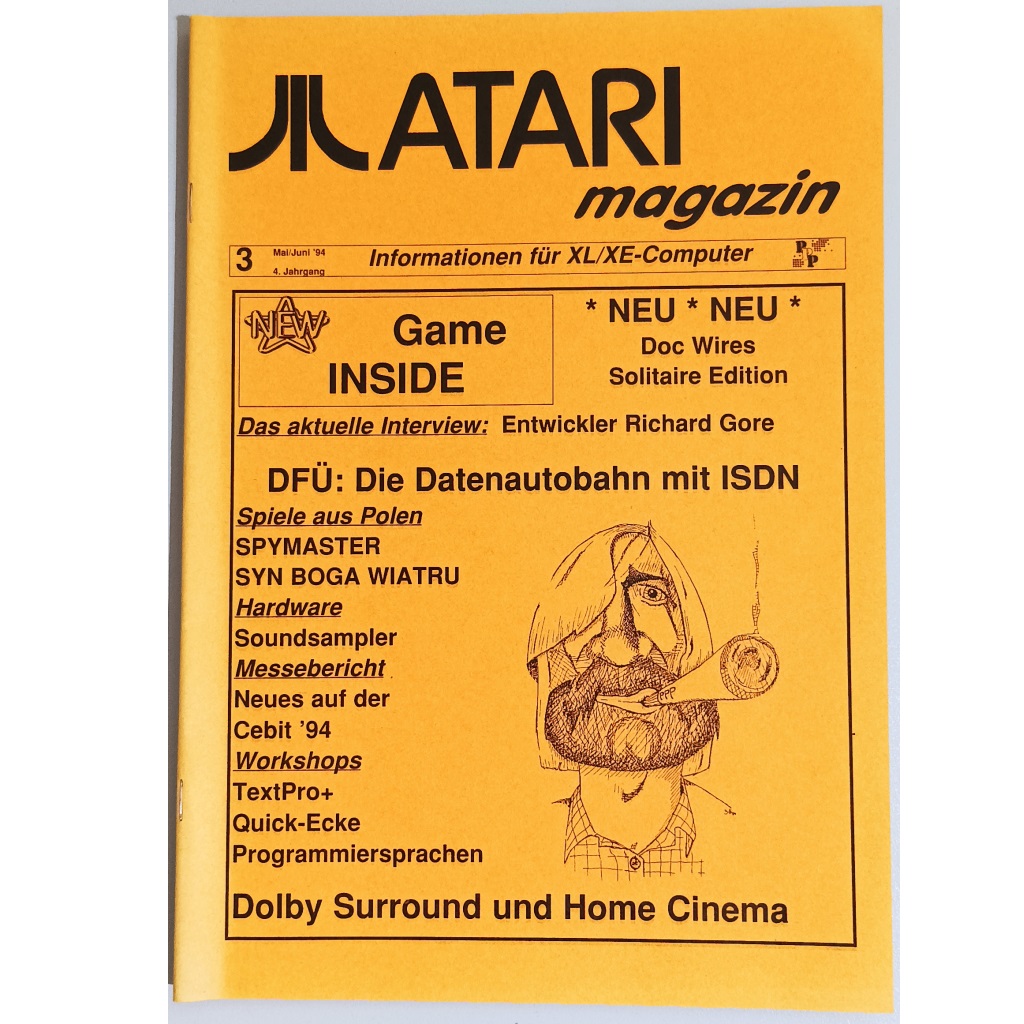 ATARI
magazin
3 Mai/Juni '94 4. Jahrgang Informationen für XL/XE-Computer PDP
NEW Game
INSIDE
* NEU * NEU *
Doc Wires
Solitaire Edition
Das aktuelle Interview: Entwickler Richard Gore
DFÜ: Die Datenautobahn mit ISDN
Spiele aus Polen
SPYMASTER
SYN BOGA WIATRU
Hardware
Soundsampler
Messebericht
Neues auf der
Cebit '94
Workshops
TextPro+
Quick-Ecke
Programmiersprachen
PPP
Dolby Surround und Home Cinema